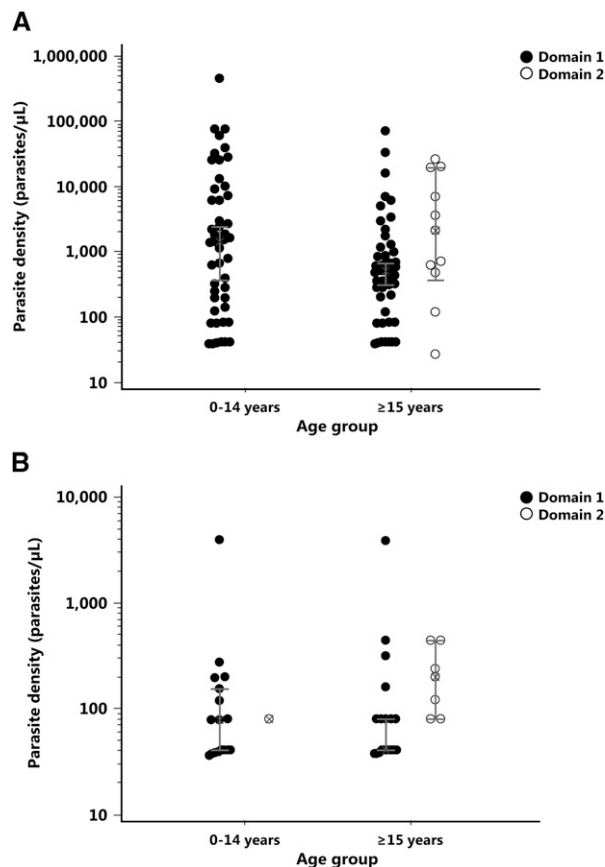 A
1,000,000
100,000
10,000
1,000
100
10
Parasite density (parasites/µL)
Domain 1
Domain 2
0-14 years
≥15 years
Age group
B
10,000
1,000
100
10
Parasite density (parasites/µL)
Domain 1
Domain 2
0-14 years
≥15 years
Age group